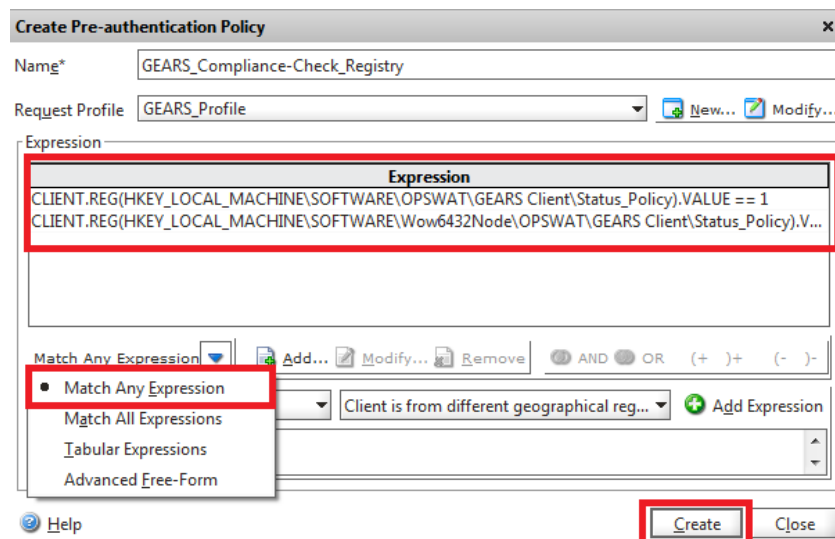 Create Pre-authentication Policy ×
Name* GEARS_Compliance-Check_Registry
Request Profile GEARS_Profile New... Modify...
Expression
Expression
CLIENT.REG(HKEY_LOCAL_MACHINE\SOFTWARE\OPSWAT\GEARS Client\Status_Policy).VALUE == 1
CLIENT.REG(HKEY_LOCAL_MACHINE\SOFTWARE\Wow6432Node\OPSWAT\GEARS Client\Status_Policy).V...
Match Any Expression Add... Modify... Remove AND OR (+ )+ (- )-
Match Any Expression
Match All Expressions
Tabular Expressions
Advanced Free-Form
Client is from different geographical reg... Add Expression
Help Create Close